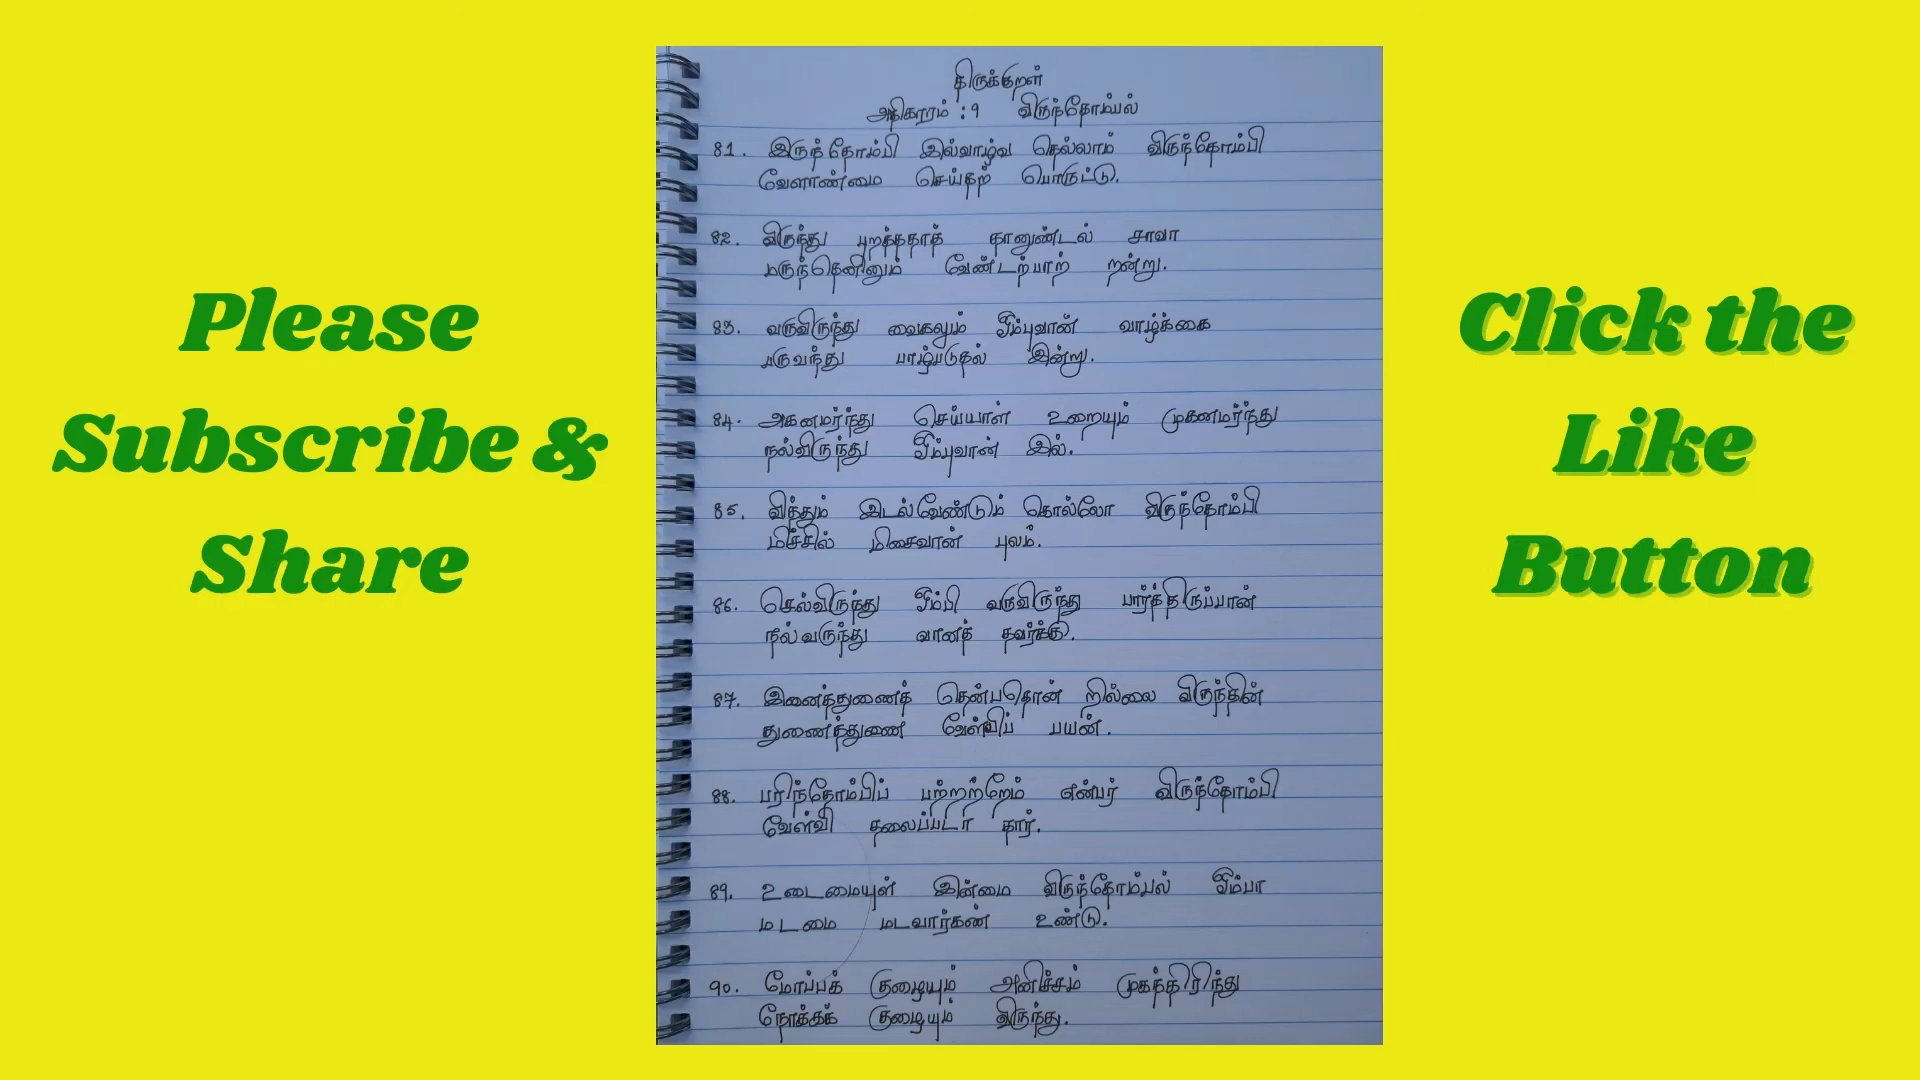 Please
Subscribe &
Share
திருக்குறள்
அதிகாரம் : 9 விருந்தோம்பல்
81. இருந்தோம்பி இல்வாழ்வ தெல்லாம் விருந்தோம்பி
வேளாண்மை செய்தற் பொருட்டு.
82. விருந்து புறத்ததாத் தானுண்டல் சாவா
மருந்தெனினும் வேண்டற்பாற் றன்று.
83. வருவிருந்து வைகலும் ஓம்புவான் வாழ்க்கை
பருவந்து பாழ்படுதல் இன்று.
84. அகனமர்ந்து செய்யாள் உறையும் முகனமர்ந்து
நல்விருந்து ஓம்புவான் இல்.
85. வித்தும் இடல்வேண்டும் கொல்லோ விருந்தோம்பி
மிச்சில் மிசைவான் புலம்.
86. செல்விருந்து ஓம்பி வருவிருந்து பார்த்திருப்பான்
நல்வருந்து வானத் தவர்க்கு.
87. இனைத்துணைத் தென்பதொன் றில்லை விருந்தின்
துணைத்துணை வேள்விப் பயன்.
88. பரிந்தோம்பிப் பற்றற்றேம் என்பர் விருந்தோம்பி
வேள்வி தலைப்படா தார்.
89. உடைமையுள் இன்மை விருந்தோம்பல் ஓம்பா
மடமை மடவார்கண் உண்டு.
90. மோப்பக் குழையும் அனிச்சம் முகந்திரிந்து
நோக்கக் குழையும் விருந்து.
Click the
Like
Button